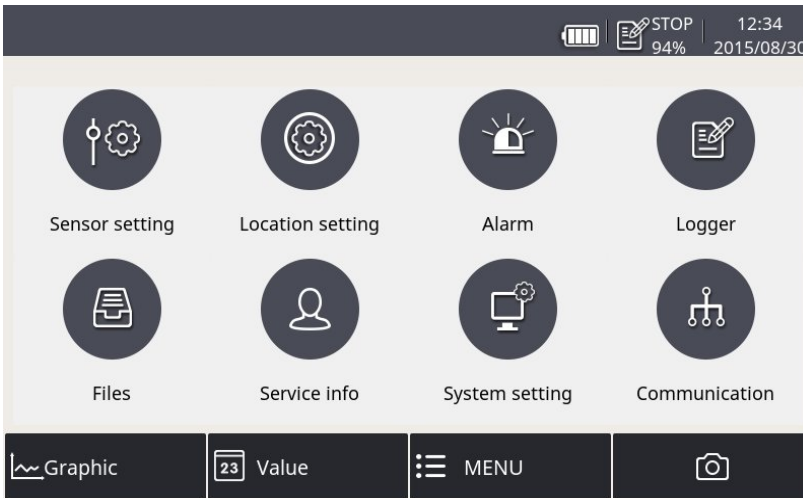 STOP 12:34
94% 2015/08/30
Sensor setting Location setting Alarm Logger
Files Service info System setting Communication
Graphic 23 Value MENU